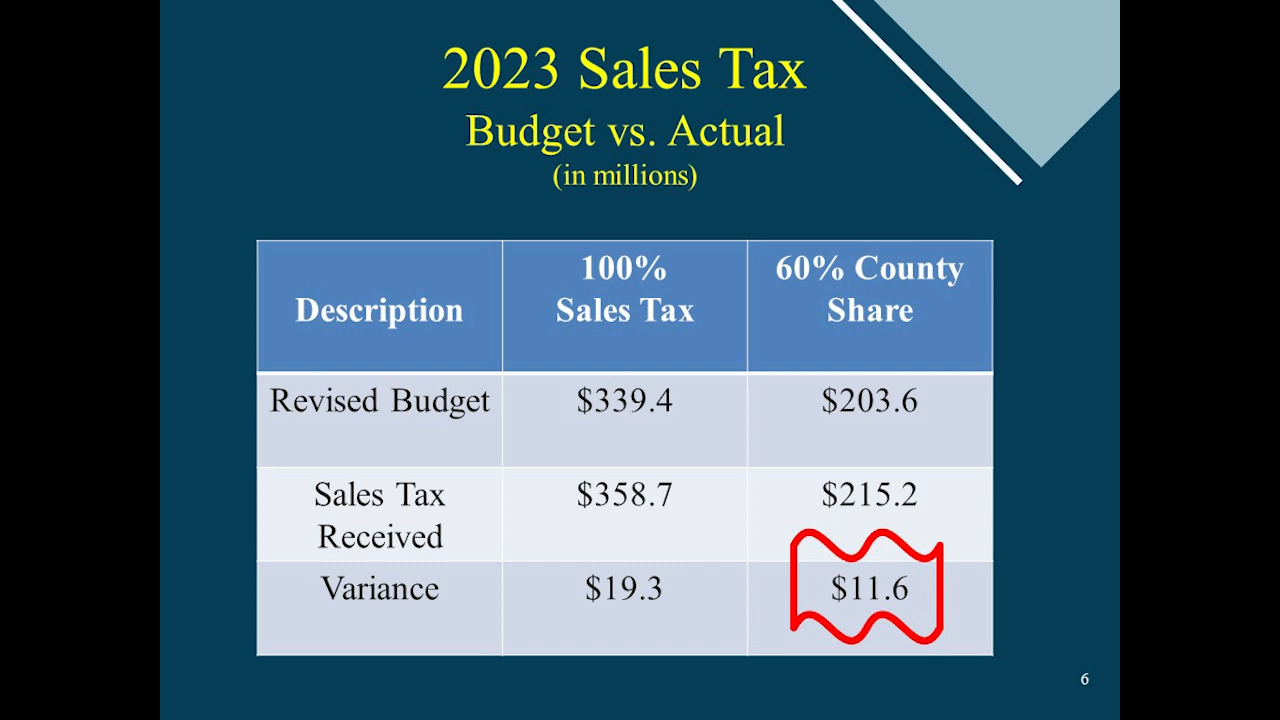 2023 Sales Tax
Budget vs. Actual
(in millions)
Description
100%
Sales Tax
60% County
Share
Revised Budget
$339.4
$203.6
Sales Tax
Received
$358.7
$215.2
Variance
$19.3
$11.6
6